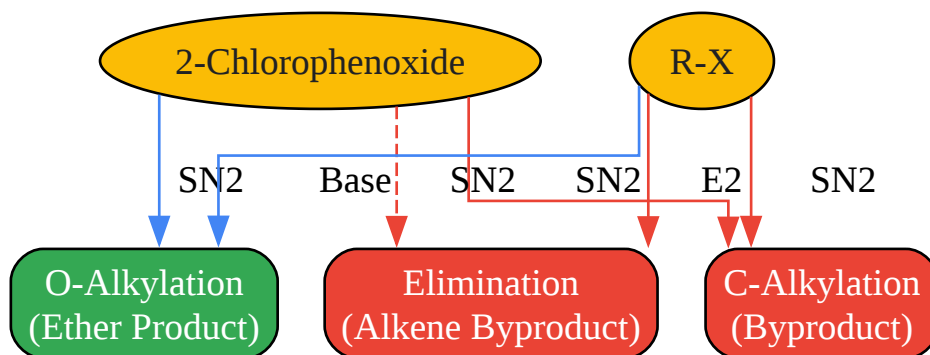 2-Chlorophenoxide
R-X
SN2
Base
SN2
SN2
E2
SN2
O-Alkylation
(Ether Product)
Elimination
(Alkene Byproduct)
C-Alkylation
(Byproduct)